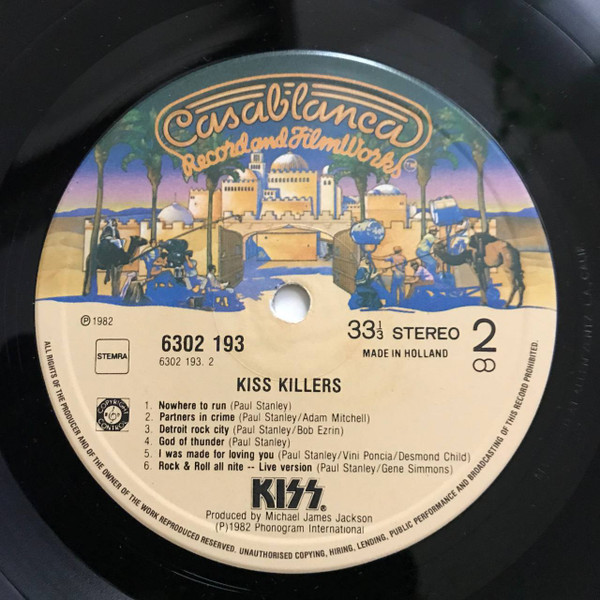 Casablanca
Record and FilmWorks™
℗ 1982
STEMRA
6302 193
6302 193. 2
33⅓ STEREO 2
MADE IN HOLLAND
KISS KILLERS
COPYRIGHT CONTROL
1. Nowhere to run (Paul Stanley)
2. Partners in crime (Paul Stanley/Adam Mitchell)
3. Detroit rock city (Paul Stanley/Bob Ezrin)
4. God of thunder (Paul Stanley)
5. I was made for loving you (Paul Stanley/Vini Poncia/Desmond Child)
6. Rock & Roll all nite -- Live version (Paul Stanley/Gene Simmons)
KISS®
Produced by Michael James Jackson
(P)1982 Phonogram International
ALL RIGHTS OF THE PRODUCER AND OF THE OWNER OF THE WORK REPRODUCED RESERVED. UNAUTHORISED COPYING, HIRING, LENDING, PUBLIC PERFORMANCE AND BROADCASTING OF THIS RECORD PROHIBITED.